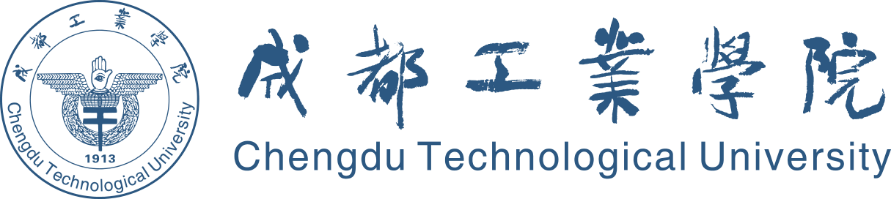 成都工業學院
1913
Chengdu Technological University
成都工業學院
Chengdu Technological University